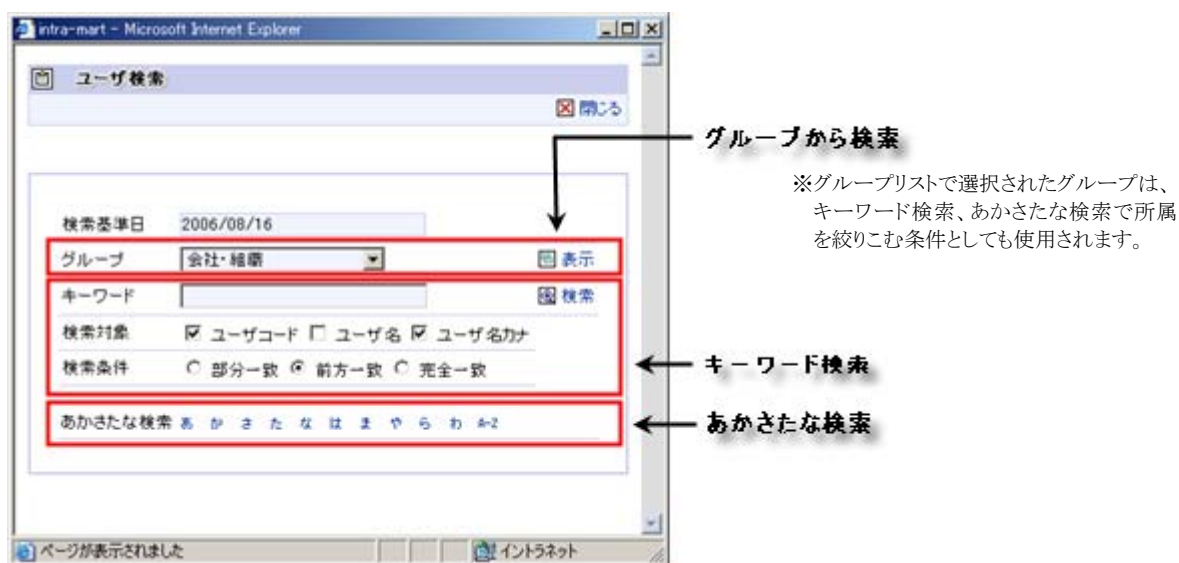 intra-mart - Microsoft Internet Explorer
ユーザ検索
閉じる
グループから検索
※グループリストで選択されたグループは、
キーワード検索、あかさたな検索で所属
を絞りこむ条件としても使用されます。
検索基準日 2006/08/16
グループ 会社・組織 表示
キーワード 検索
検索対象 ユーザコード ユーザ名 ユーザ名カナ
検索条件 部分一致 前方一致 完全一致
キーワード検索
あかさたな検索 あ か さ た な は ま や ら わ A-Z
あかさたな検索
ページが表示されました イントラネット